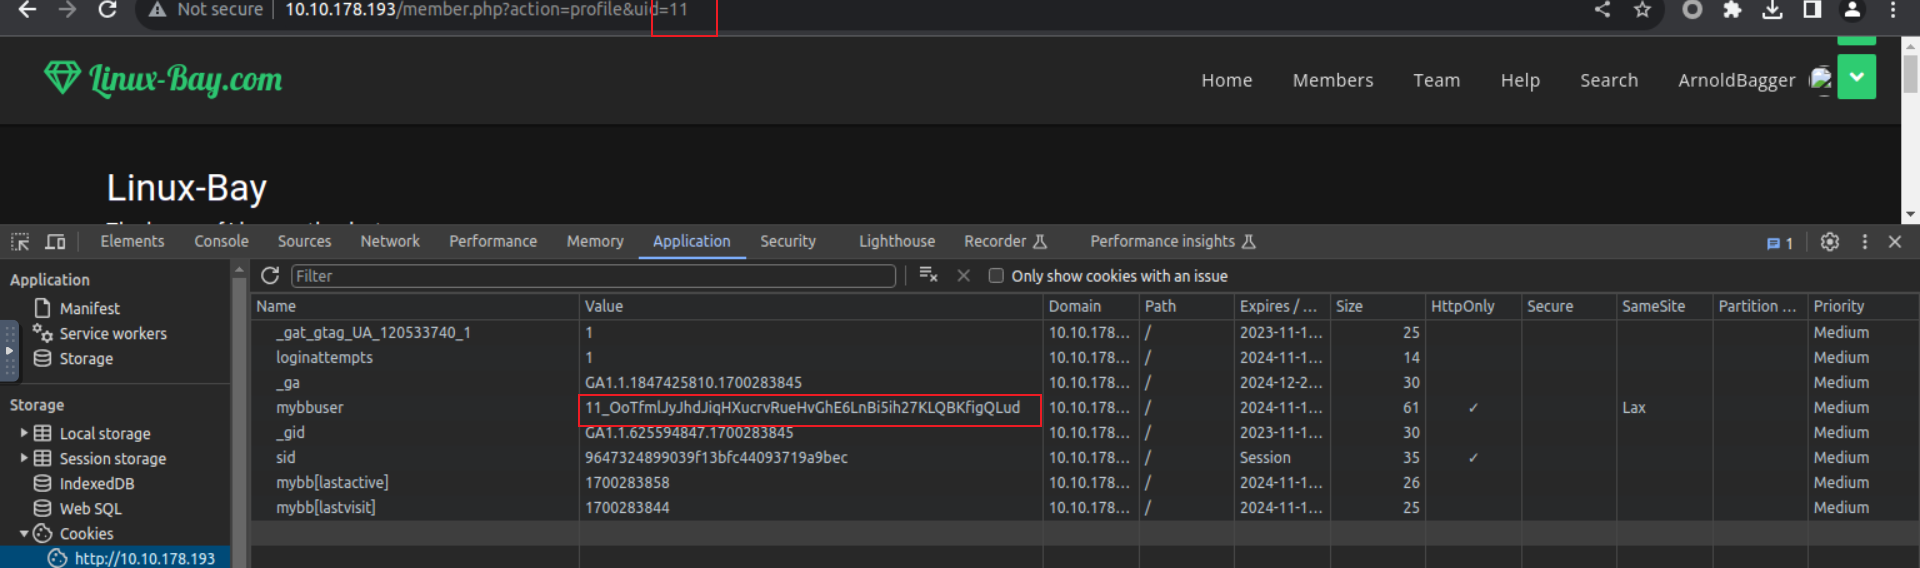 Not secure 10.10.178.193/member.php?action=profile&uid=11
Linux-Bay.com Home Members Team Help Search ArnoldBagger
Linux-Bay
Elements Console Sources Network Performance Memory Application Security Lighthouse Recorder Performance insights 1
Application Filter Only show cookies with an issue
Name Value Domain Path Expires / ... Size HttpOnly Secure SameSite Partition ... Priority
Manifest
_gat_gtag_UA_120533740_1 1 10.10.178... / 2023-11-1... 25 Medium
Service workers
loginattempts 1 10.10.178... / 2024-11-1... 14 Medium
Storage
_ga GA1.1.1847425810.1700283845 10.10.178... / 2024-12-2... 30 Medium
Storage
mybbuser 11_OoTfmlJyJhdJiqHXucrvRueHvGhE6LnBi5ih27KLQBKfigQLud 10.10.178... / 2024-11-1... 61 ✓ Lax Medium
Local storage
_gid GA1.1.625594847.1700283845 10.10.178... / 2023-11-1... 30 Medium
Session storage
sid 9647324899039f13bfc44093719a9bec 10.10.178... / Session 35 ✓ Medium
IndexedDB
mybb[lastactive] 1700283858 10.10.178... / 2024-11-1... 26 Medium
Web SQL
mybb[lastvisit] 1700283844 10.10.178... / 2024-11-1... 25 Medium
Cookies
http://10.10.178.193